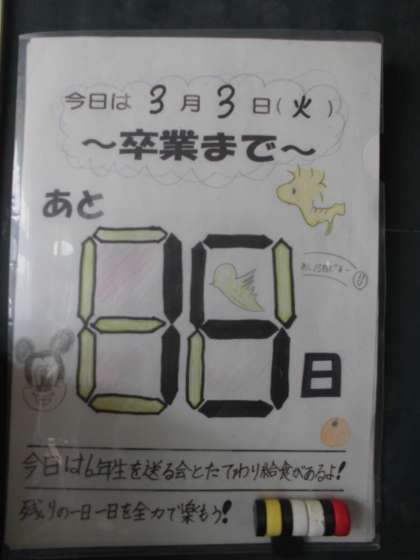 今日は 3月3日(火)
～卒業まで～
あと
15日
今日は6年生を送る会とたてわり給食があるよ!
残りの一日一日を全力で楽もう!